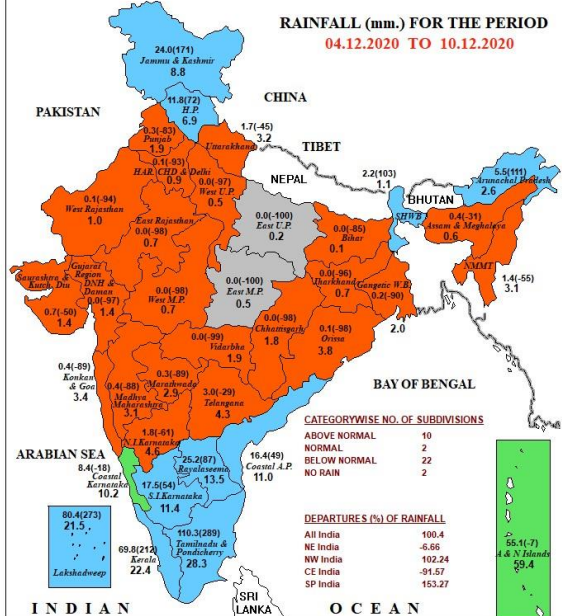 RAINFALL (mm.) FOR THE PERIOD
04.12.2020 TO 10.12.2020
24.0(171)
Jammu & Kashmir
8.8
11.8(72)
H.P.
6.9
PAKISTAN
CHINA
TIBET
NEPAL
BHUTAN
0.3(-83)
Punjab
1.9
1.7(-45)
Uttarakhand
3.2
0.1(-93)
HAR. CHD & Delhi
0.9
0.0(-97)
West U.P.
0.5
0.1(-94)
West Rajasthan
1.0
East Rajasthan
0.0(-98)
0.7
0.0(-100)
East U.P.
0.2
0.0(-85)
Bihar
0.1
2.2(103)
1.1
SHWB
5.5(111)
Arunachal Pradesh
2.6
0.4(-31)
Assam & Meghalaya
0.6
NMMT
1.4(-55)
3.1
Saurashtra &
Kutch, Diu
0.7(-50)
1.4
Gujarat
Region
DNH &
Daman
0.0(-97)
1.4
0.0(-98)
West M.P.
0.7
0.0(-100)
East M.P.
0.5
0.0(-96)
Jharkhand
0.7
Gangetic W.B.
0.2(-90)
2.0
0.0(-98)
Chhattisgarh
1.8
0.1(-98)
Orissa
3.8
0.0(-99)
Vidarbha
1.9
0.4(-89)
Konkan
& Goa
3.4
0.4(-88)
Madhya
Maharashtra
3.1
0.3(-89)
Marathwada
2.9
3.0(-29)
Telangana
4.3
BAY OF BENGAL
1.8(-61)
N.I.Karnataka
4.6
ARABIAN SEA
8.4(-18)
Coastal
Karnataka
10.2
25.2(87)
Rayalaseema
13.5
16.4(49)
Coastal A.P.
11.0
17.5(54)
S.I.Karnataka
11.4
80.4(273)
21.5
Lakshadweep
69.8(212)
Kerala
22.4
110.3(289)
Tamilnadu &
Pondicherry
28.3
CATEGORYWISE NO. OF SUBDIVISIONS
ABOVE NORMAL 10
NORMAL 2
BELOW NORMAL 22
NO RAIN 2
DEPARTURES (%) OF RAINFALL
All India 100.4
NE India -6.66
NW India 102.24
CE India -91.57
SP India 153.27
55.1(-7)
A & N Islands
59.4
SRI
LANKA
INDIAN OCEAN